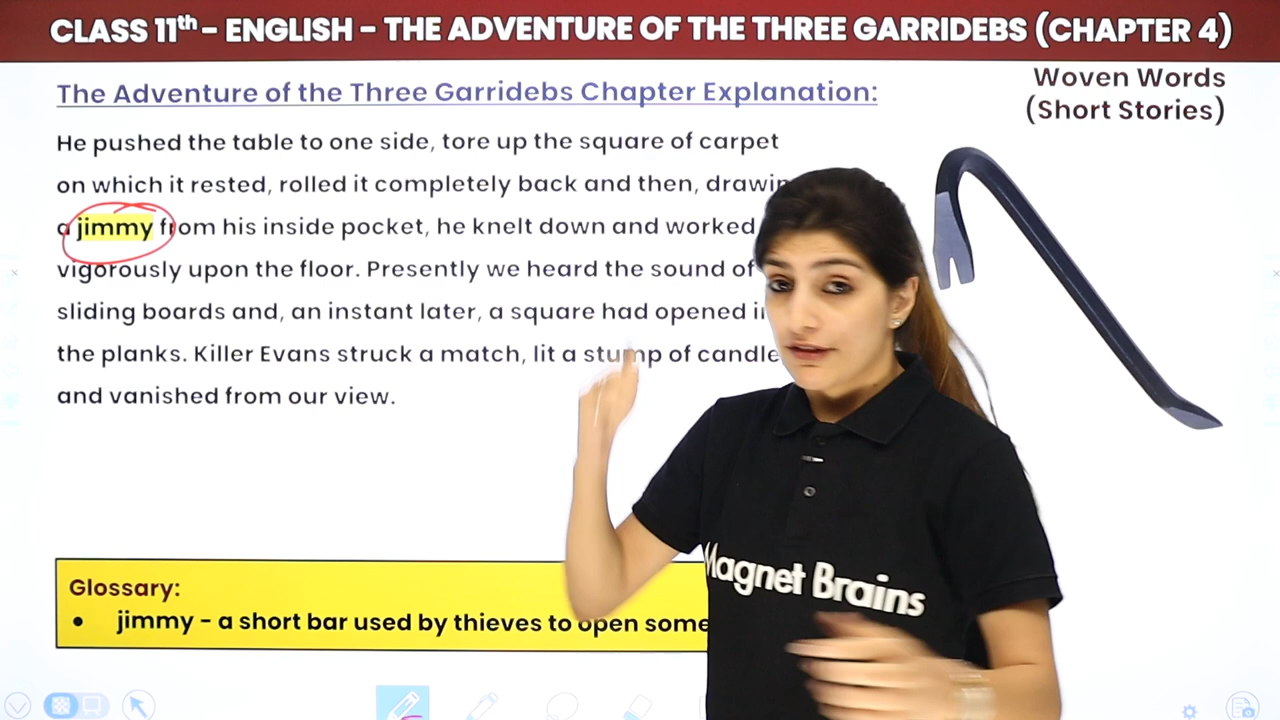 CLASS 11th - ENGLISH - THE ADVENTURE OF THE THREE GARRIDEBS (CHAPTER 4)
Woven Words
(Short Stories)
The Adventure of the Three Garridebs Chapter Explanation:
He pushed the table to one side, tore up the square of carpet
on which it rested, rolled it completely back and then,
a jimmy from his inside pocket, he knelt down and worked
vigorously upon the floor. Presently we heard the sound of
sliding boards and, an instant later, a square had opened
the planks. Killer Evans struck a match, lit a stump of candle
and vanished from our view.
Glossary:
• jimmy - a short bar used by thieves to open
Magnet Brains